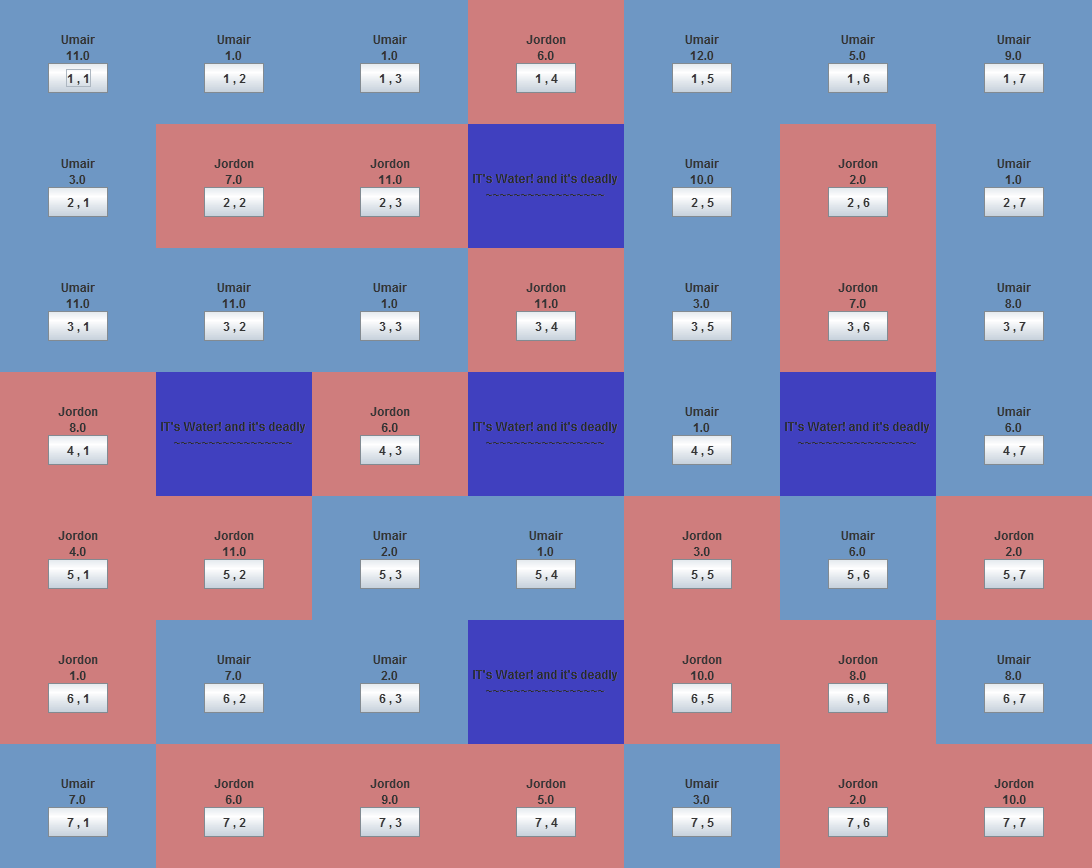 Umair Umair Umair Jordon Umair Umair Umair
11.0 1.0 1.0 6.0 12.0 5.0 9.0
1 , 1 1 , 2 1 , 3 1 , 4 1 , 5 1 , 6 1 , 7
Umair Jordon Jordon IT's Water! and it's deadly Umair Jordon Umair
3.0 7.0 11.0 ~~~~~~~~~~~~~~~~~ 10.0 2.0 1.0
2 , 1 2 , 2 2 , 3 2 , 5 2 , 6 2 , 7
Umair Umair Umair Jordon Umair Jordon Umair
11.0 11.0 1.0 11.0 3.0 7.0 8.0
3 , 1 3 , 2 3 , 3 3 , 4 3 , 5 3 , 6 3 , 7
Jordon IT's Water! and it's deadly Jordon IT's Water! and it's deadly Umair IT's Water! and it's deadly Umair
8.0 ~~~~~~~~~~~~~~~~~ 6.0 ~~~~~~~~~~~~~~~~~ 1.0 ~~~~~~~~~~~~~~~~~ 6.0
4 , 1 4 , 3 4 , 5 4 , 7
Jordon Jordon Umair Umair Jordon Umair Jordon
4.0 11.0 2.0 1.0 3.0 6.0 2.0
5 , 1 5 , 2 5 , 3 5 , 4 5 , 5 5 , 6 5 , 7
Jordon Umair Umair IT's Water! and it's deadly Jordon Jordon Umair
1.0 7.0 2.0 ~~~~~~~~~~~~~~~~~ 10.0 8.0 8.0
6 , 1 6 , 2 6 , 3 6 , 5 6 , 6 6 , 7
Umair Jordon Jordon Jordon Umair Jordon Jordon
7.0 6.0 9.0 5.0 3.0 2.0 10.0
7 , 1 7 , 2 7 , 3 7 , 4 7 , 5 7 , 6 7 , 7